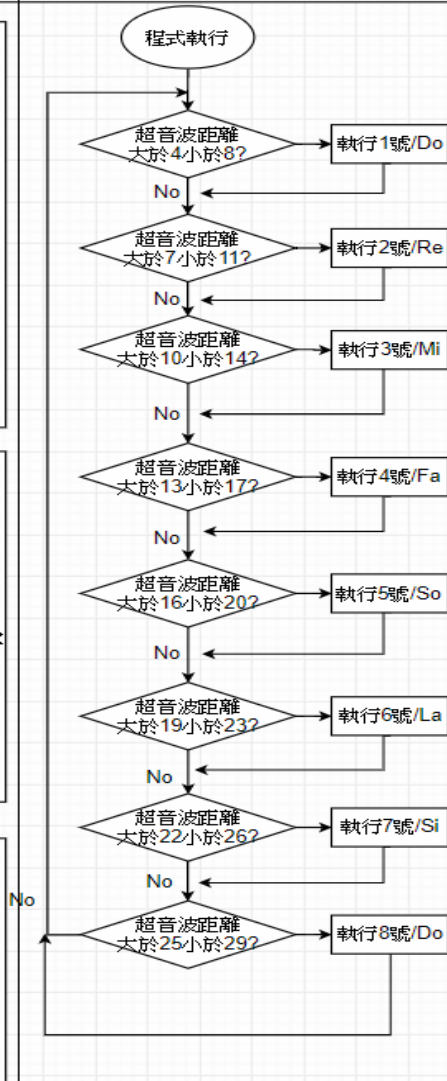 程式執行
超音波距離
大於4小於8?
執行1號/Do
No
超音波距離
大於7小於11?
執行2號/Re
No
超音波距離
大於10小於14?
執行3號/Mi
No
超音波距離
大於13小於17?
執行4號/Fa
No
超音波距離
大於16小於20?
執行5號/So
No
超音波距離
大於19小於23?
執行6號/La
No
超音波距離
大於22小於26?
執行7號/Si
No
No
超音波距離
大於25小於29?
執行8號/Do